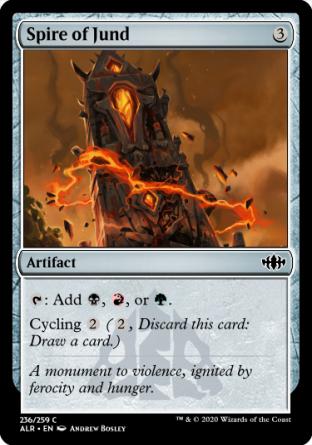 Spire of Jund 3
Artifact
: Add , , or .
Cycling 2 ( 2 , Discard this card:
Draw a card.)
A monument to violence, ignited by
ferocity and hunger.
236/259 C
ALR • EN ANDREW BOSLEY
™ & © 2020 Wizards of the Coast